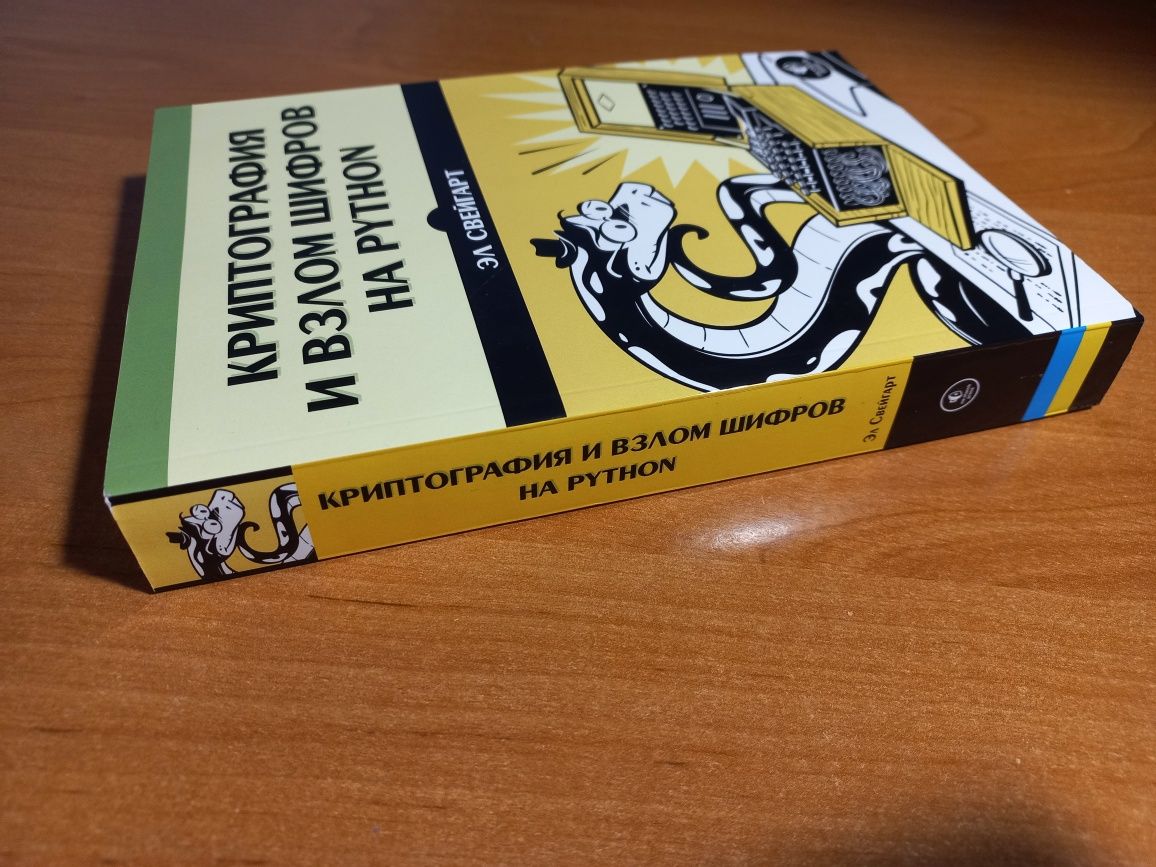 КРИПТОГРАФИЯ
И ВЗЛОМ ШИФРОВ
НА PYTHON
ЭЛ СВЕЙГАРТ
КРИПТОГРАФИЯ И ВЗЛОМ ШИФРОВ
НА PYTHON
ЭЛ СВЕЙГАРТ